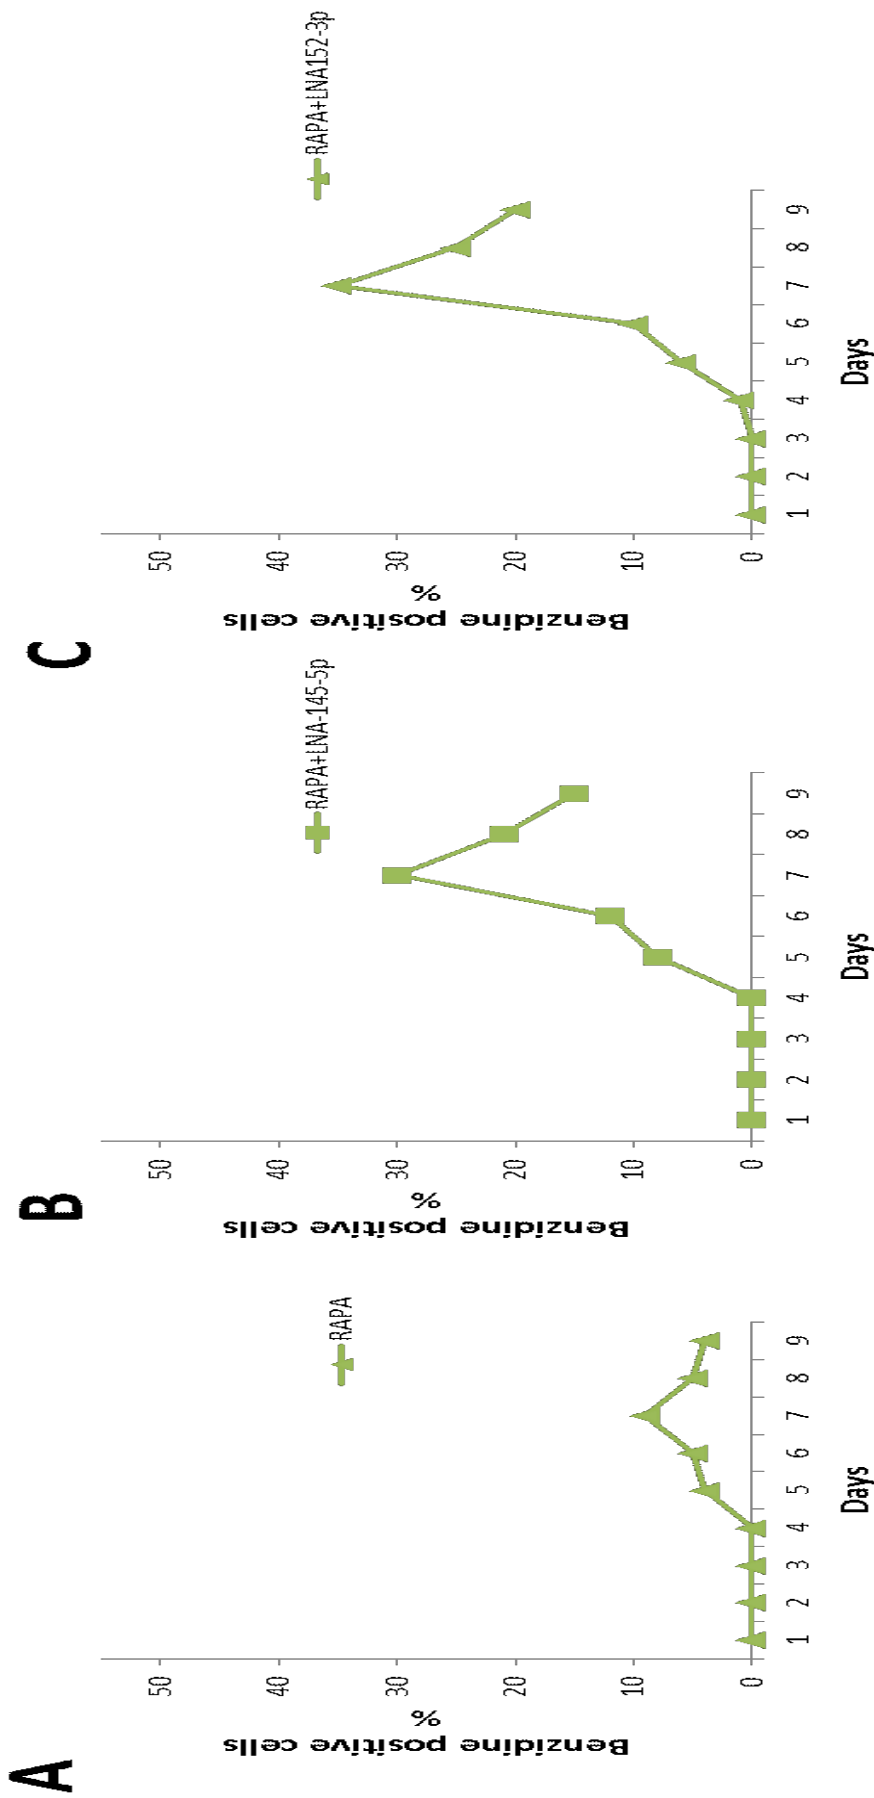 A
Benzidine positive cells
%
50
40
30
20
10
0
1 2 3 4 5 6 7 8 9
Days
RAPA
B
Benzidine positive cells
%
50
40
30
20
10
0
1 2 3 4 5 6 7 8 9
Days
RAPA+LNA-145-5p
C
Benzidine positive cells
%
50
40
30
20
10
0
1 2 3 4 5 6 7 8 9
Days
RAPA+LNA152-3p